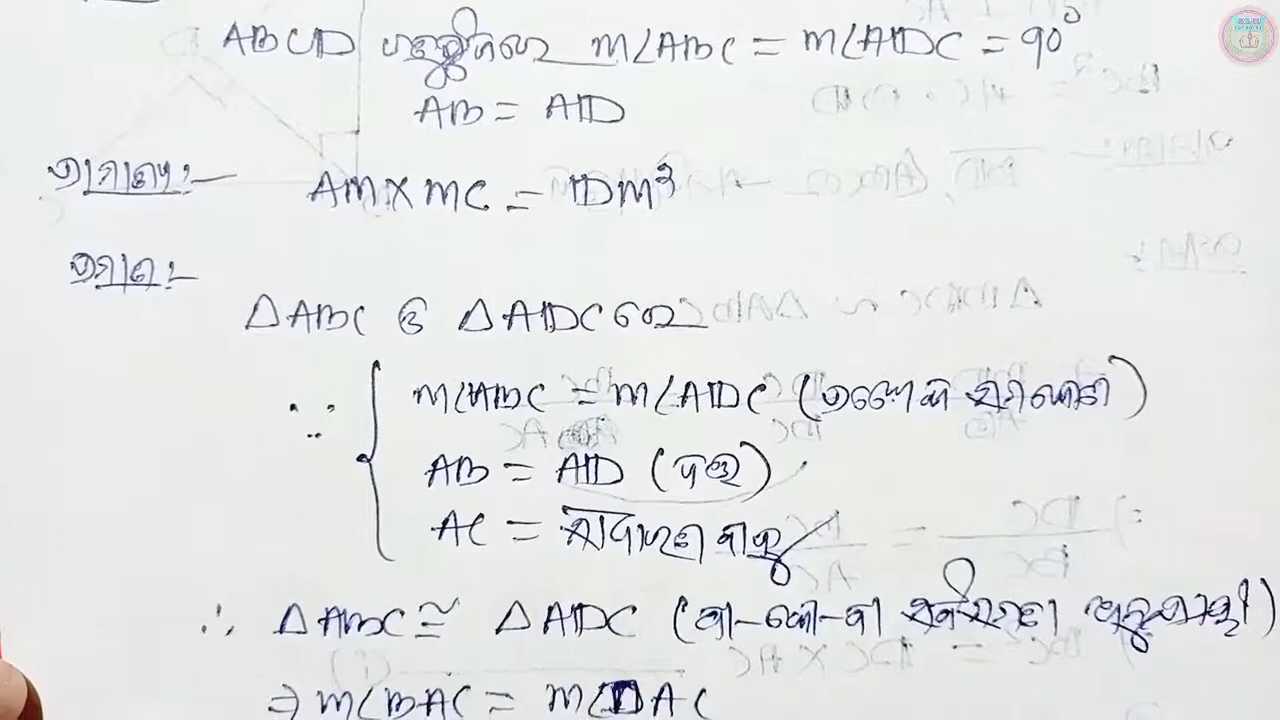 ABCD ଚତୁର୍ଭୁଜରେ m∠ABC = m∠ADC = 90°
AB = AD
ପ୍ରାମାଣ୍ୟ:-
AM × MC = DM²
ପ୍ରମାଣ:-
△ABC ଓ △ADC ରେ
∵ { m∠ABC = m∠ADC (ପ୍ରତ୍ୟେକ ସମକୋଣ)
AB = AD (ଦତ୍ତ)
AC = ସାଧାରଣ ବାହୁ
∴ △ABC ≅ △ADC (ବା-କୋ-ବା ସର୍ବସମତା ଅନୁଯାୟୀ)
⇒ m∠BAC = m∠DAC